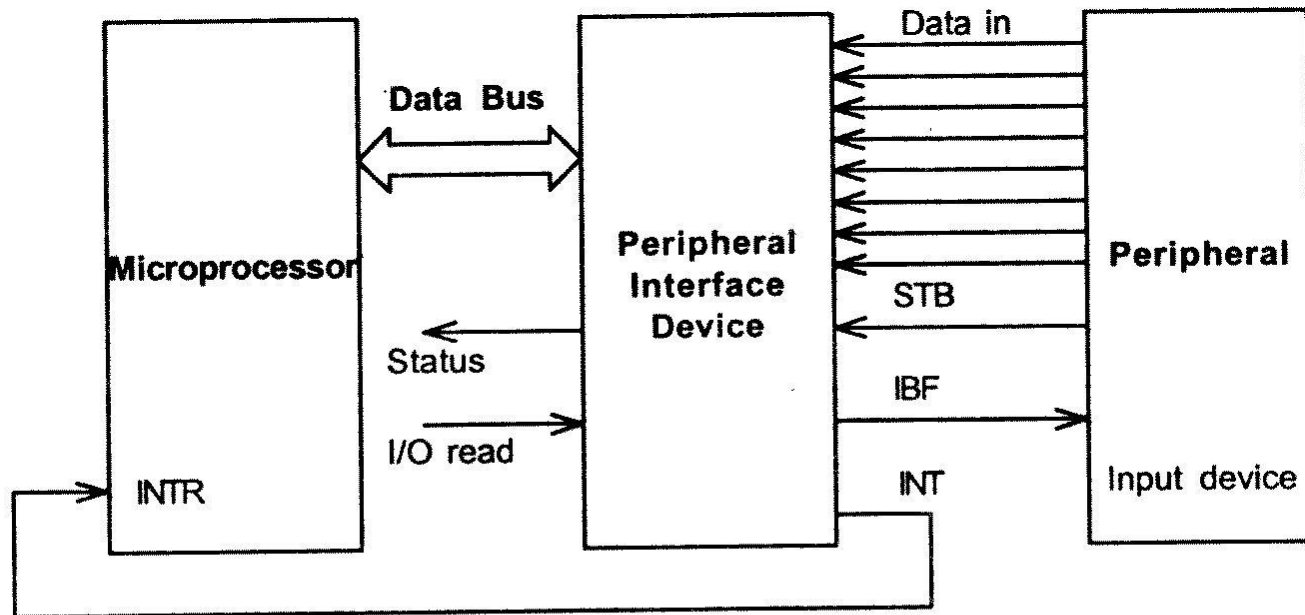 Data in
Data Bus
Microprocessor
Peripheral
Interface
Device
Peripheral
STB
Status
IBF
I/O read
INTR
INT
Input device